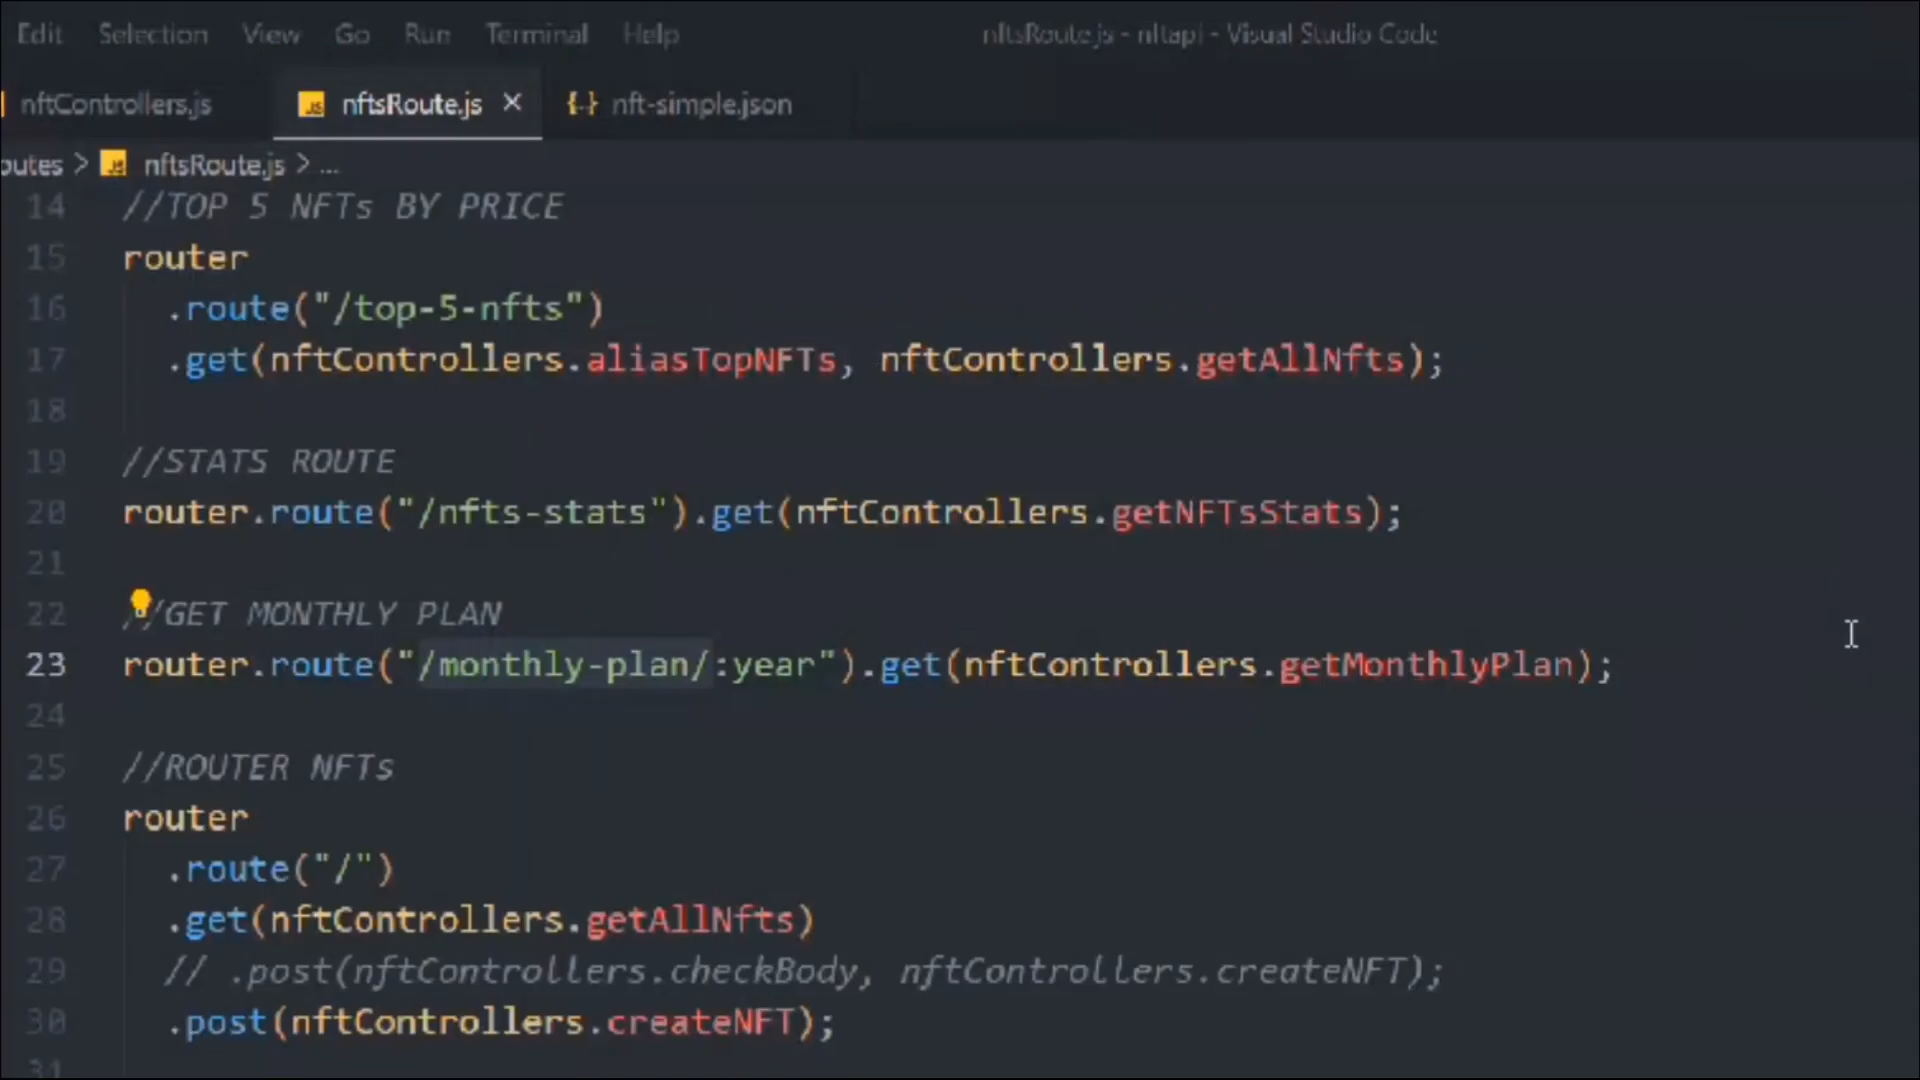 Edit Selection View Go Run Terminal Help nftsRoute.js - nftapi - Visual Studio Code
nftControllers.js nftsRoute.js × {..} nft-simple.json
outes > nftsRoute.js > ...
14 //TOP 5 NFTs BY PRICE
15 router
16 .route("/top-5-nfts")
17 .get(nftControllers.aliasTopNFTs, nftControllers.getAllNfts);
18
19 //STATS ROUTE
20 router.route("/nfts-stats").get(nftControllers.getNFTsStats);
21
22 //GET MONTHLY PLAN
23 router.route("/monthly-plan/:year").get(nftControllers.getMonthlyPlan);
24
25 //ROUTER NFTs
26 router
27 .route("/")
28 .get(nftControllers.getAllNfts)
29 // .post(nftControllers.checkBody, nftControllers.createNFT);
30 .post(nftControllers.createNFT);
31